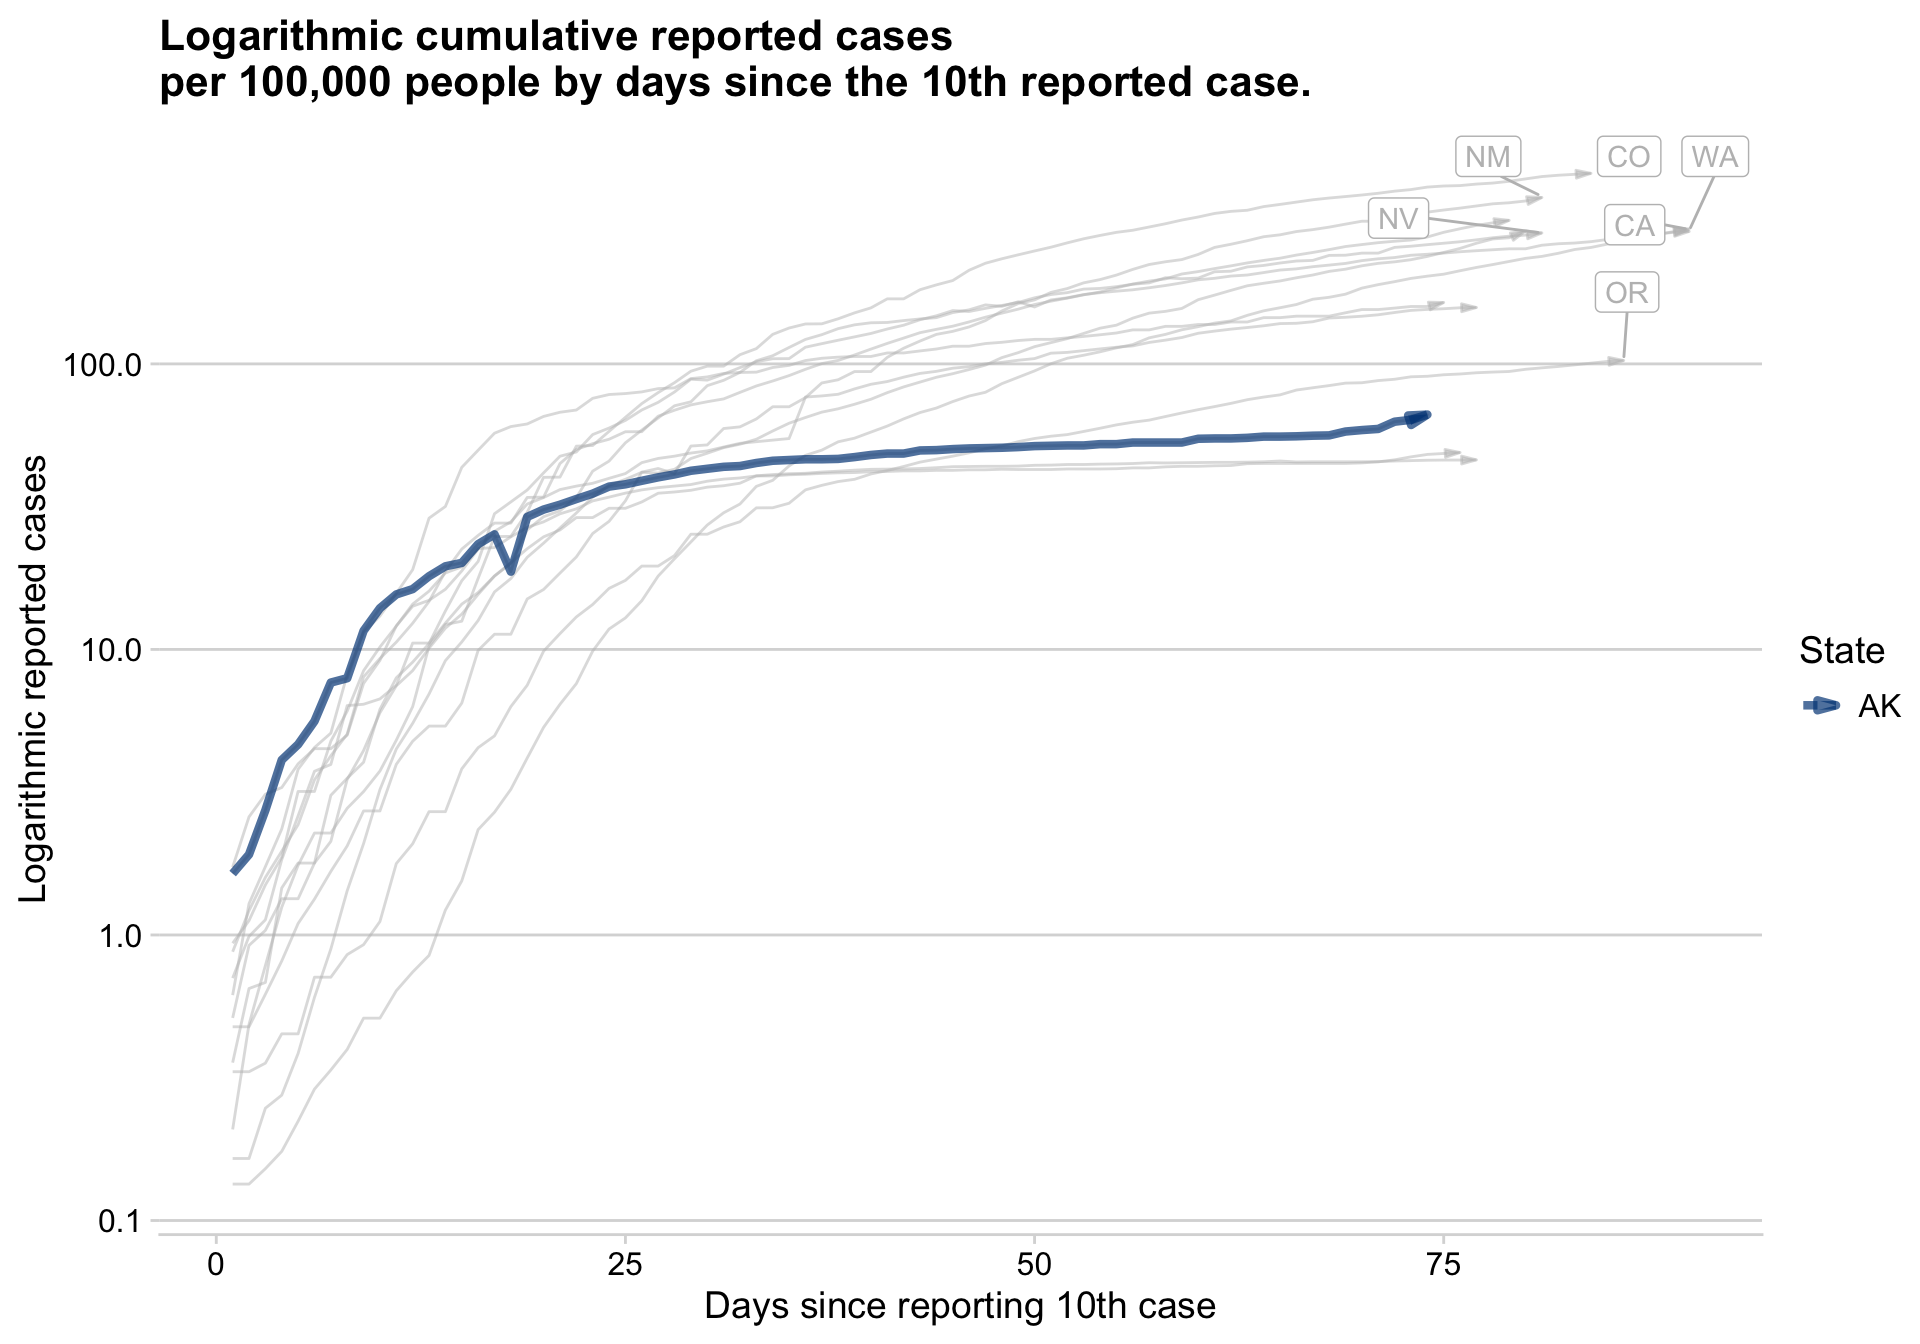 Logarithmic cumulative reported cases
per 100,000 people by days since the 10th reported case.
NM
CO
WA
NV
CA
OR
100.0
10.0
1.0
0.1
Logarithmic reported cases
0
25
50
75
Days since reporting 10th case
State
AK